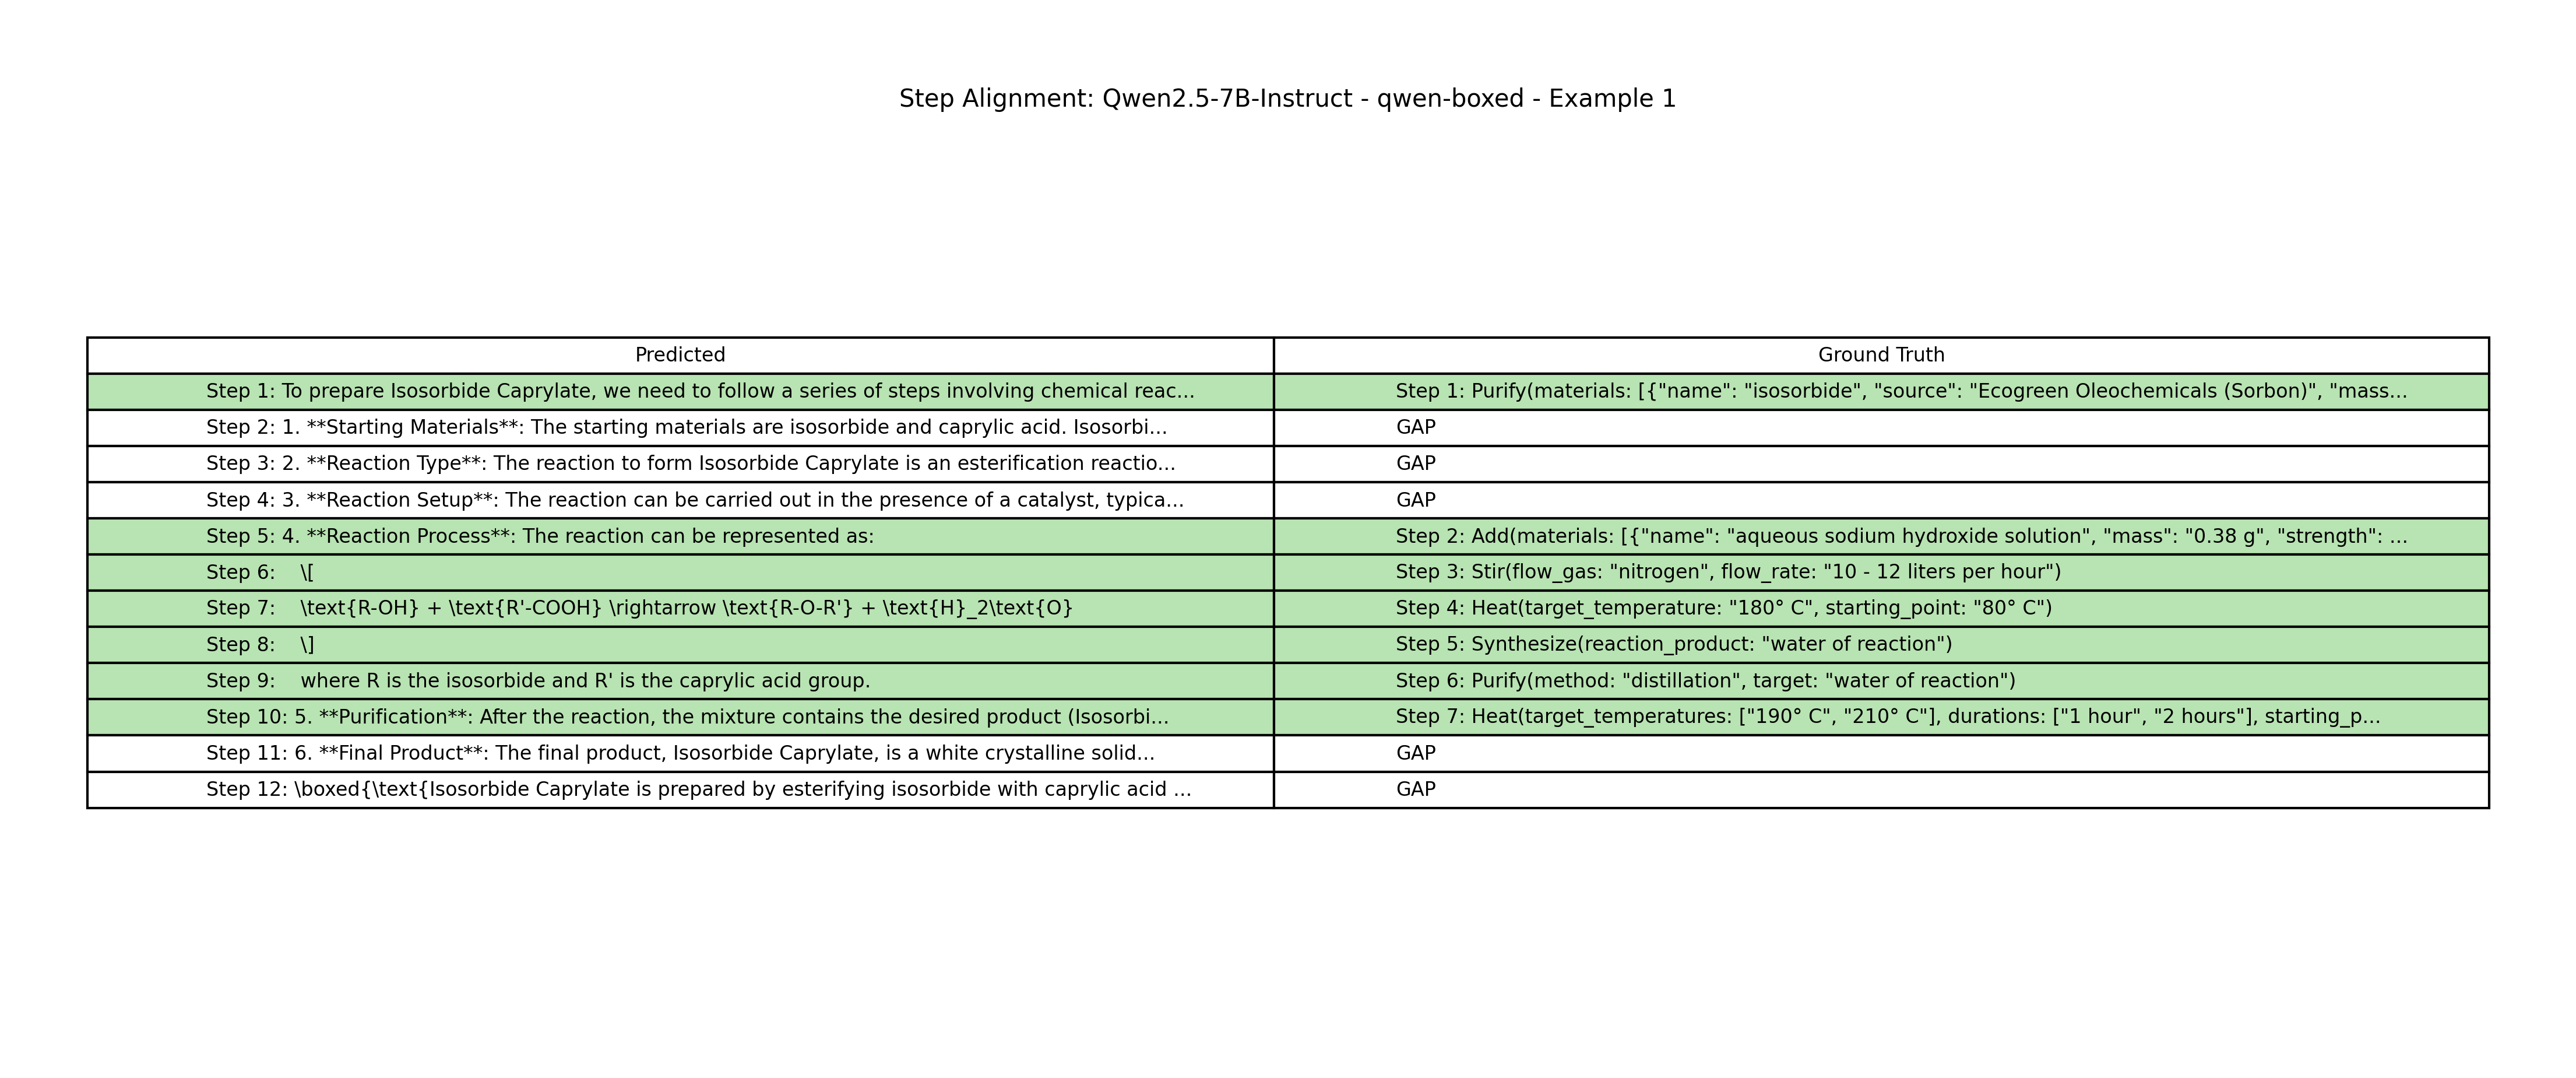 Step Alignment: Qwen2.5-7B-Instruct - qwen-boxed - Example 1
Predicted Ground Truth
Step 1: To prepare Isosorbide Caprylate, we need to follow a series of steps involving chemical reac... Step 1: Purify(materials: [{"name": "isosorbide", "source": "Ecogreen Oleochemicals (Sorbon)", "mass...
Step 2: 1. **Starting Materials**: The starting materials are isosorbide and caprylic acid. Isosorbi... GAP
Step 3: 2. **Reaction Type**: The reaction to form Isosorbide Caprylate is an esterification reactio... GAP
Step 4: 3. **Reaction Setup**: The reaction can be carried out in the presence of a catalyst, typica... GAP
Step 5: 4. **Reaction Process**: The reaction can be represented as: Step 2: Add(materials: [{"name": "aqueous sodium hydroxide solution", "mass": "0.38 g", "strength": ...
Step 6: \[ Step 3: Stir(flow_gas: "nitrogen", flow_rate: "10 - 12 liters per hour")
Step 7: \text{R-OH} + \text{R'-COOH} \rightarrow \text{R-O-R'} + \text{H}_2\text{O} Step 4: Heat(target_temperature: "180° C", starting_point: "80° C")
Step 8: \] Step 5: Synthesize(reaction_product: "water of reaction")
Step 9: where R is the isosorbide and R' is the caprylic acid group. Step 6: Purify(method: "distillation", target: "water of reaction")
Step 10: 5. **Purification**: After the reaction, the mixture contains the desired product (Isosorbi... Step 7: Heat(target_temperatures: ["190° C", "210° C"], durations: ["1 hour", "2 hours"], starting_p...
Step 11: 6. **Final Product**: The final product, Isosorbide Caprylate, is a white crystalline solid... GAP
Step 12: \boxed{\text{Isosorbide Caprylate is prepared by esterifying isosorbide with caprylic acid ... GAP